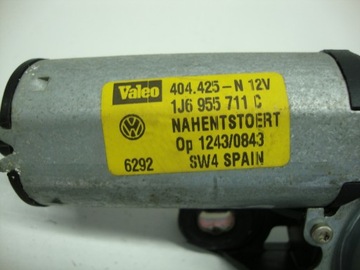 Valeo 404.425-N 12V
1J6 955 711 C
NAHENTSTOERT
Op 1243/0843
6292 SW4 SPAIN